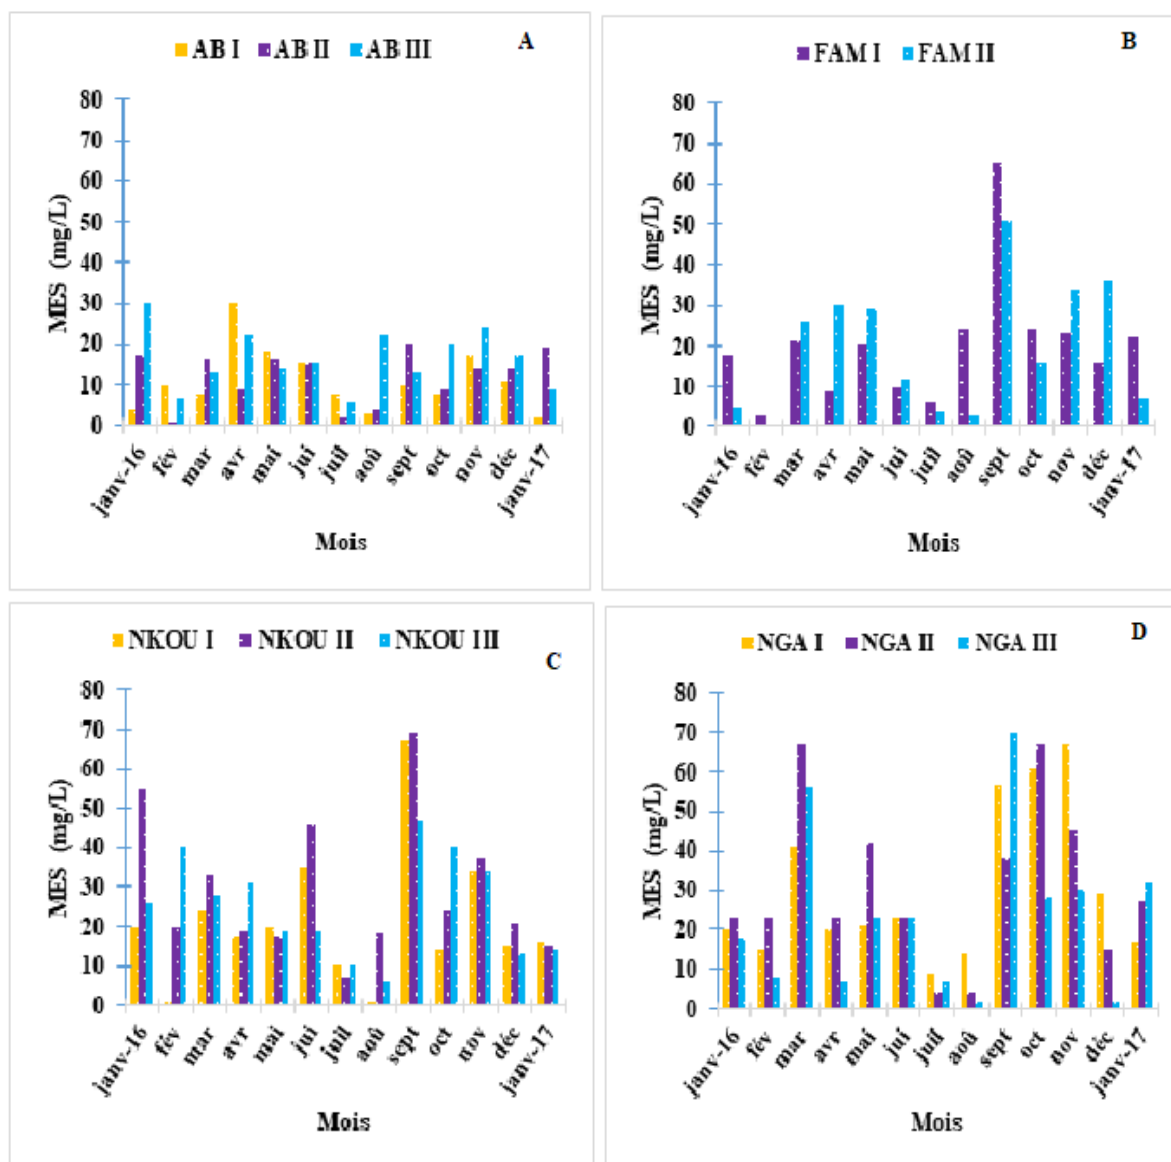 AB I AB II AB III A
80
70
60
50
40
30
20
10
0
MES (mg/L)
janv-16 fév mar avr mai jui juil aoû sept oct nov déc janv-17
Mois
FAM I FAM II B
80
70
60
50
40
30
20
10
0
MES (mg/L)
janv-16 fév mar avr mai jui juil aoû sept oct nov déc janv-17
Mois
NKOU I NKOU II NKOU III C
80
70
60
50
40
30
20
10
0
MES (mg/L)
janv-16 fév mar avr mai jui juil aoû sept oct nov déc janv-17
Mois
NGA I NGA II NGA III D
80
70
60
50
40
30
20
10
0
MES (mg/L)
janv-16 fév mar avr mai jui juil aoû sept oct nov déc janv-17
Mois